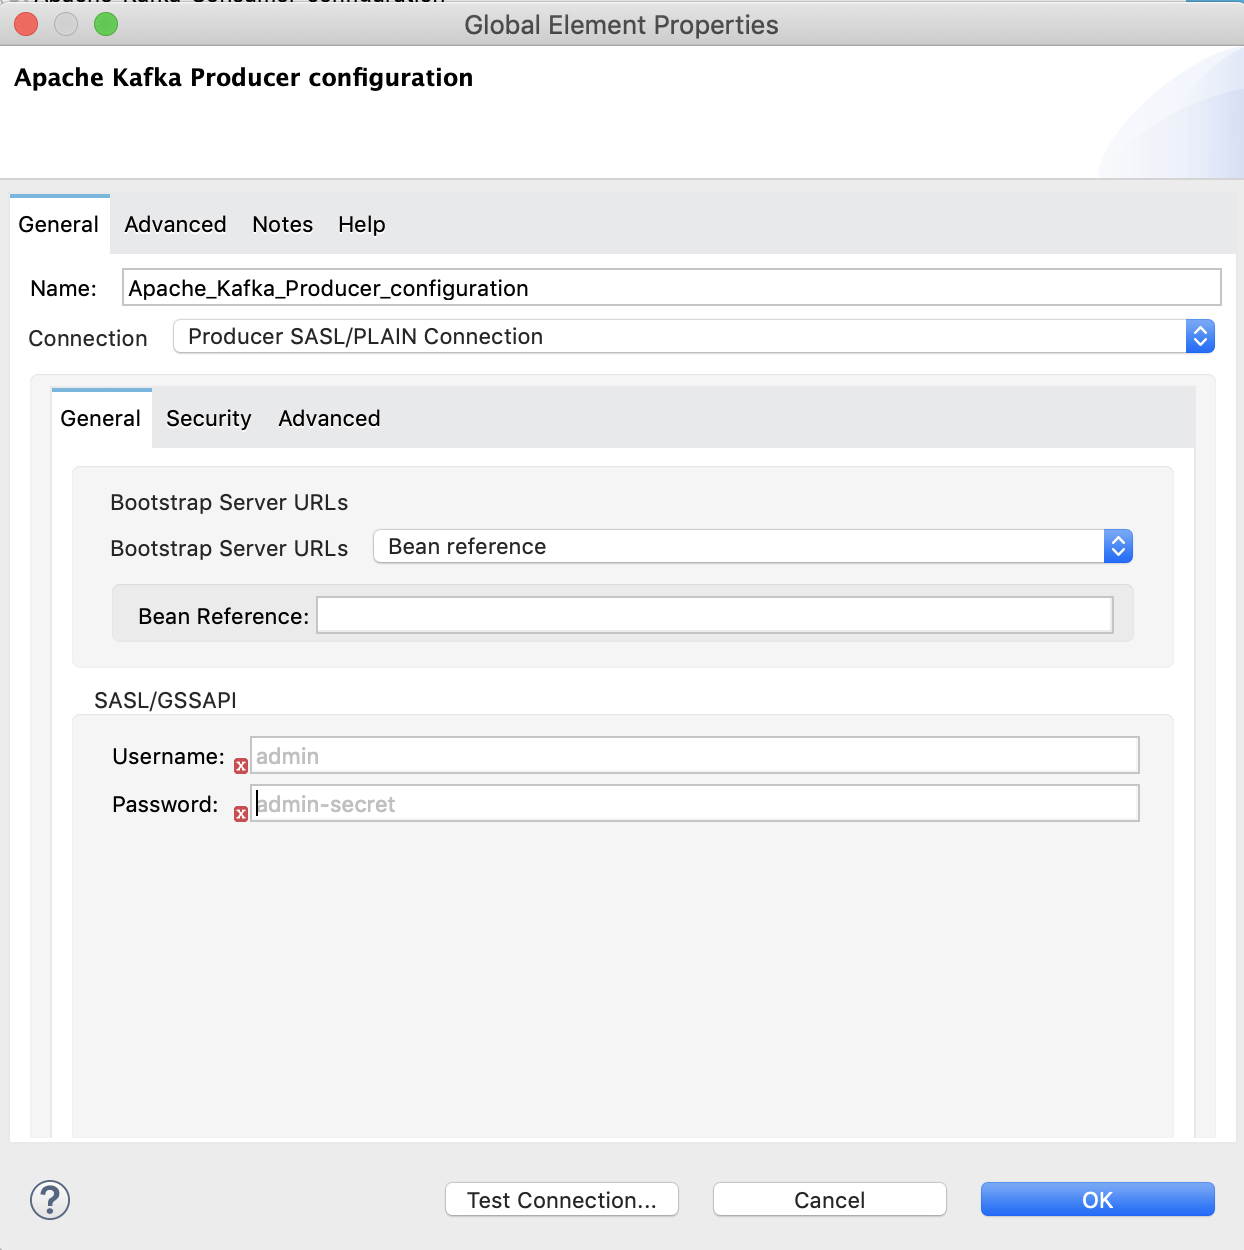 Global Element Properties
Apache Kafka Producer configuration
General Advanced Notes Help
Name: Apache_Kafka_Producer_configuration
Connection Producer SASL/PLAIN Connection
General Security Advanced
Bootstrap Server URLs
Bootstrap Server URLs Bean reference
Bean Reference:
SASL/GSSAPI
Username: admin
Password: admin-secret
? Test Connection... Cancel OK